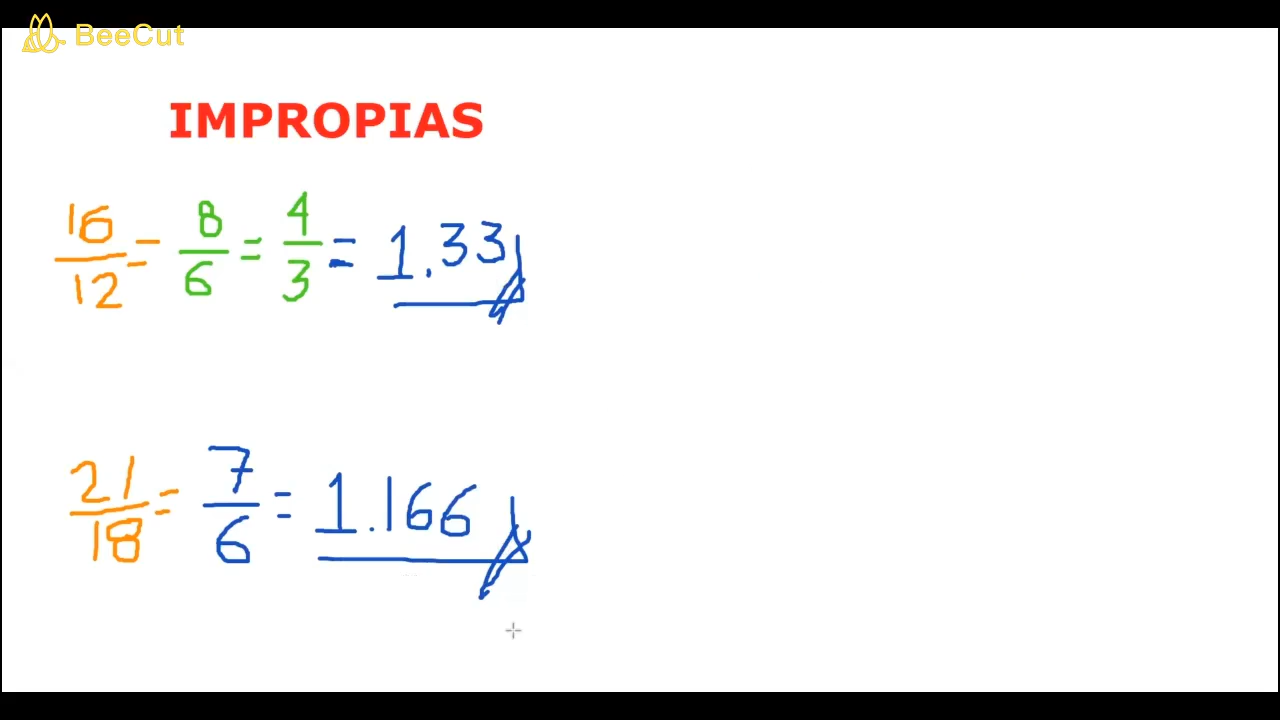 BeeCut
IMPROPIAS
16/12 = 8/6 = 4/3 = 1.33
21/18 = 7/6 = 1.166